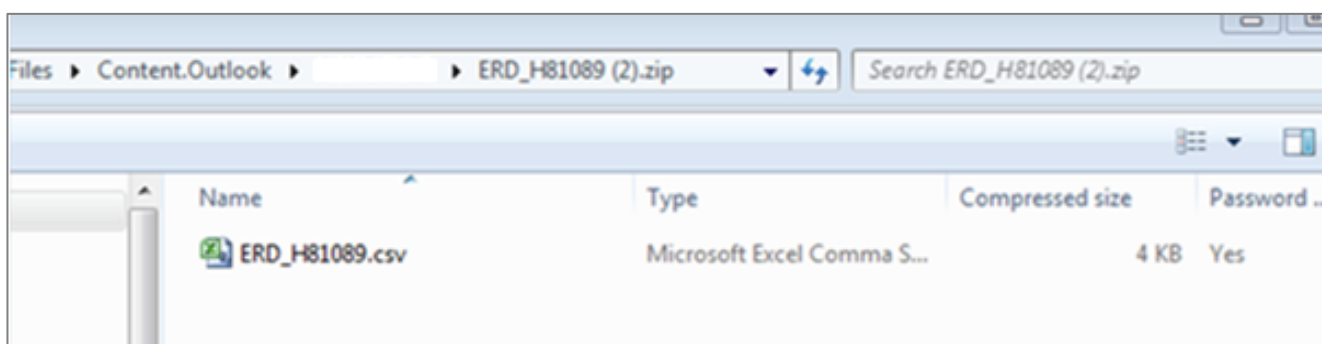 Files ▸ Content.Outlook ▸ ▸ ERD_H81089 (2).zip Search ERD_H81089 (2).zip
Name Type Compressed size Password ...
ERD_H81089.csv Microsoft Excel Comma S... 4 KB Yes